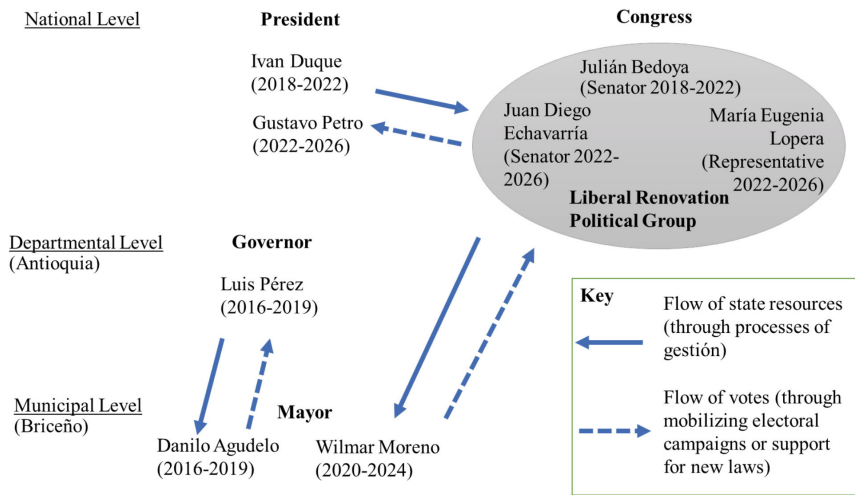 National Level
President
Congress
Ivan Duque
(2018-2022)
Gustavo Petro
(2022-2026)
Julián Bedoya
(Senator 2018-2022)
Juan Diego
Echavarría
(Senator 2022-
2026)
María Eugenia
Lopera
(Representative
2022-2026)
Liberal Renovation
Political Group
Departmental Level
(Antioquia)
Governor
Luis Pérez
(2016-2019)
Municipal Level
(Briceño)
Mayor
Danilo Agudelo
(2016-2019)
Wilmar Moreno
(2020-2024)
Key
Flow of state resources
(through processes of
gestión)
Flow of votes (through
mobilizing electoral
campaigns or support
for new laws)